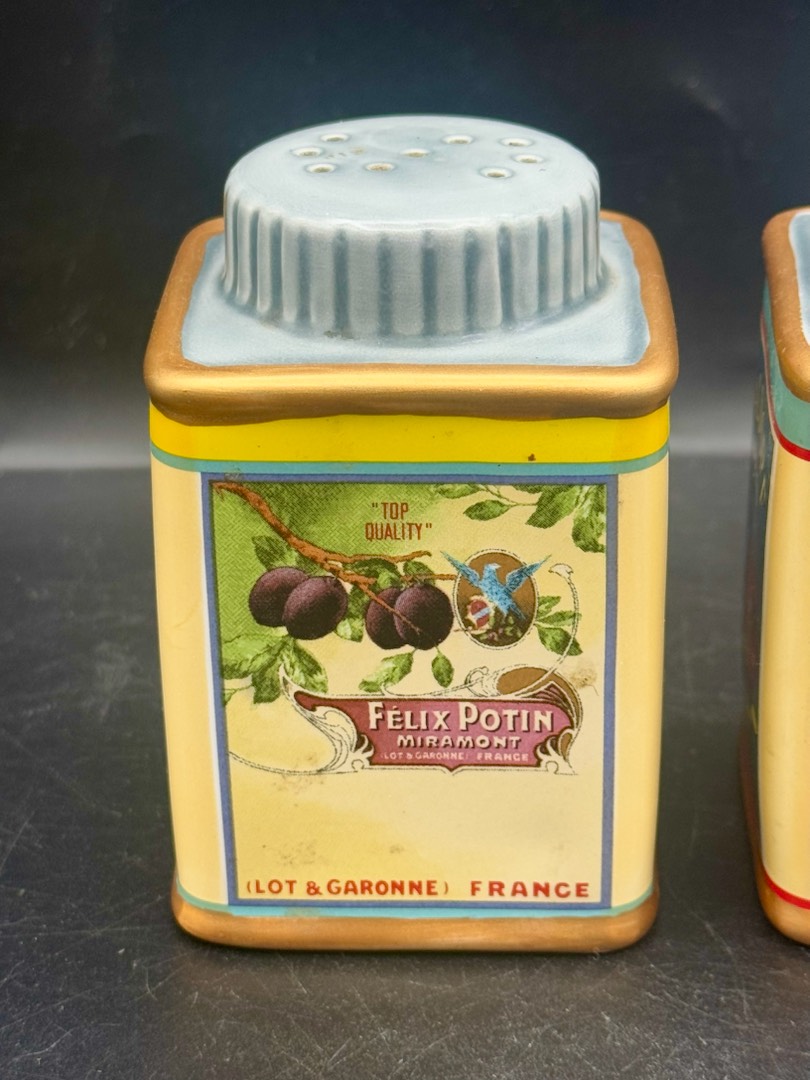 "TOP
QUALITY"
FÉLIX POTIN
MIRAMONT
(LOT & GARONNE) FRANCE
(LOT & GARONNE) FRANCE